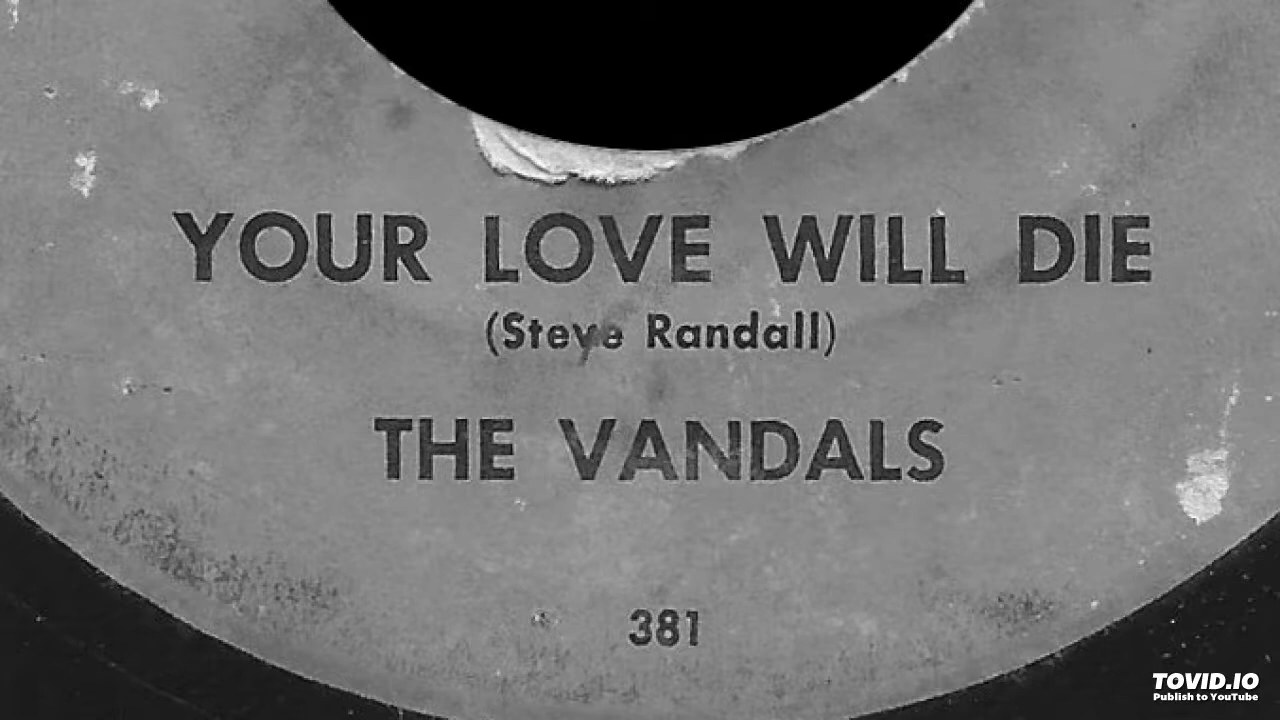 YOUR LOVE WILL DIE
(Steve Randall)
THE VANDALS
381
TOVID.IO
Publish to YouTube